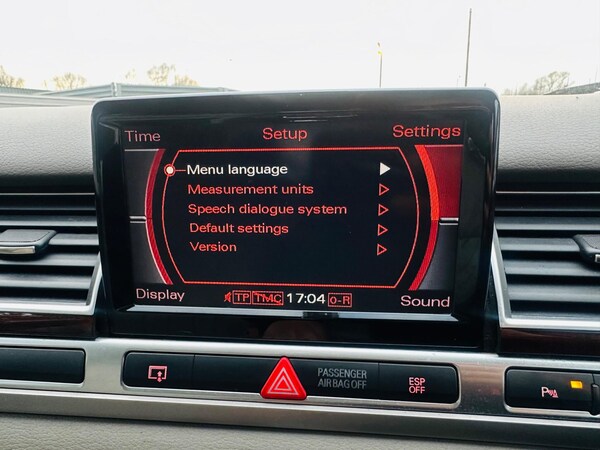 Time
Setup
Settings
Menu language
Measurement units
Speech dialogue system
Default settings
Version
Display
TP TMC 17:04 0-R
Sound
PASSENGER
AIR BAG OFF
ESP
OFF
P